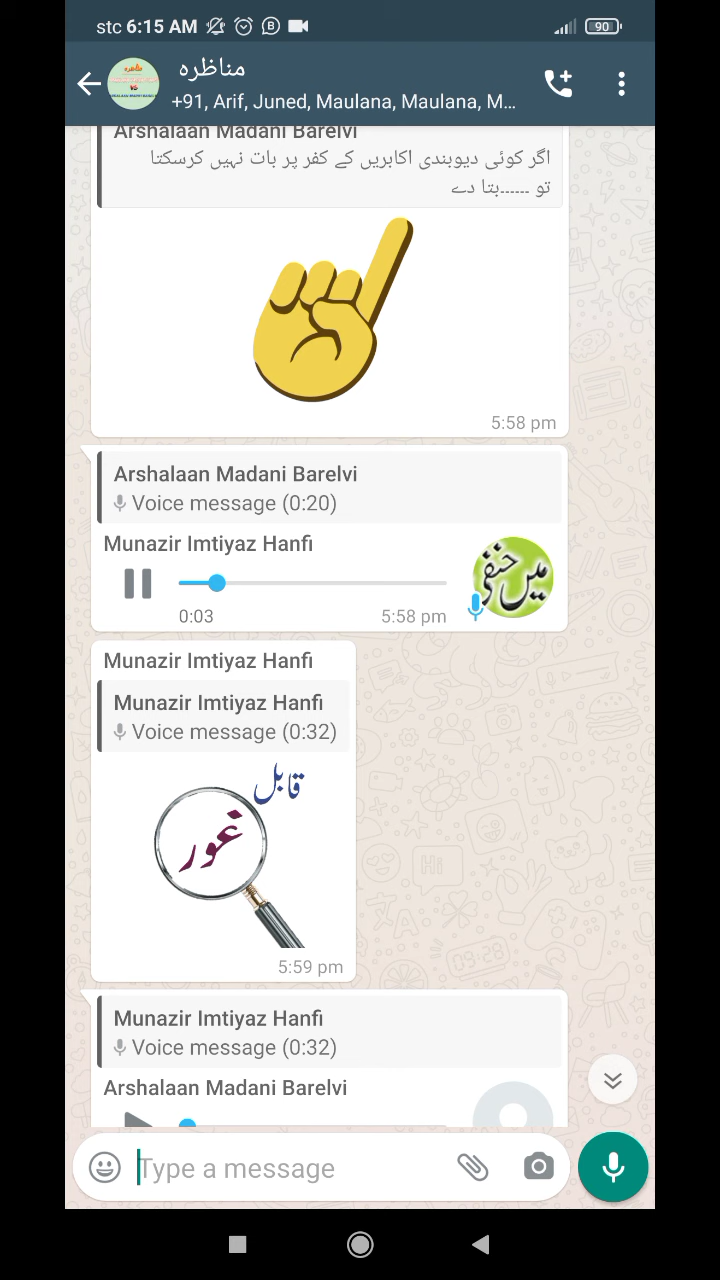 stc 6:15 AM
90
مناظرہ
+91, Arif, Juned, Maulana, Maulana, M...
Arshalaan Madani Barelvi
اگر کوئی دیوبندی اکابریں کے کفر پر بات نہیں کرسکتا
تو ......بتا دے
5:58 pm
Arshalaan Madani Barelvi
Voice message (0:20)
Munazir Imtiyaz Hanfi
میں حنفی
0:03
5:58 pm
Munazir Imtiyaz Hanfi
Munazir Imtiyaz Hanfi
Voice message (0:32)
قابل
غور
5:59 pm
Munazir Imtiyaz Hanfi
Voice message (0:32)
Arshalaan Madani Barelvi
Type a message